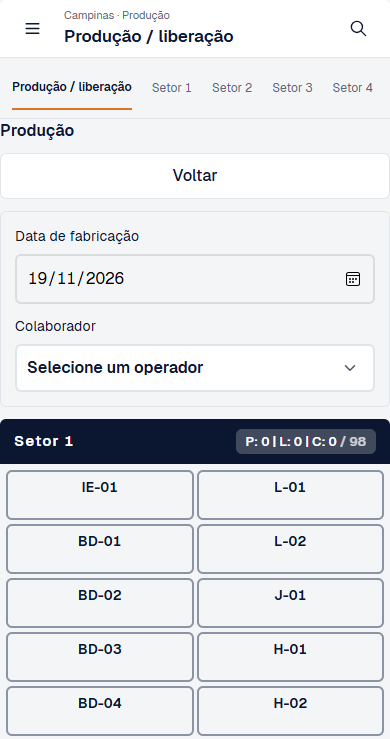 Campinas · Produção
Produção / liberação
Produção / liberação Setor 1 Setor 2 Setor 3 Setor 4
Produção
Voltar
Data de fabricação
19/11/2026
Colaborador
Selecione um operador
Setor 1 P: 0 | L: 0 | C: 0 / 98
IE-01 L-01
BD-01 L-02
BD-02 J-01
BD-03 H-01
BD-04 H-02